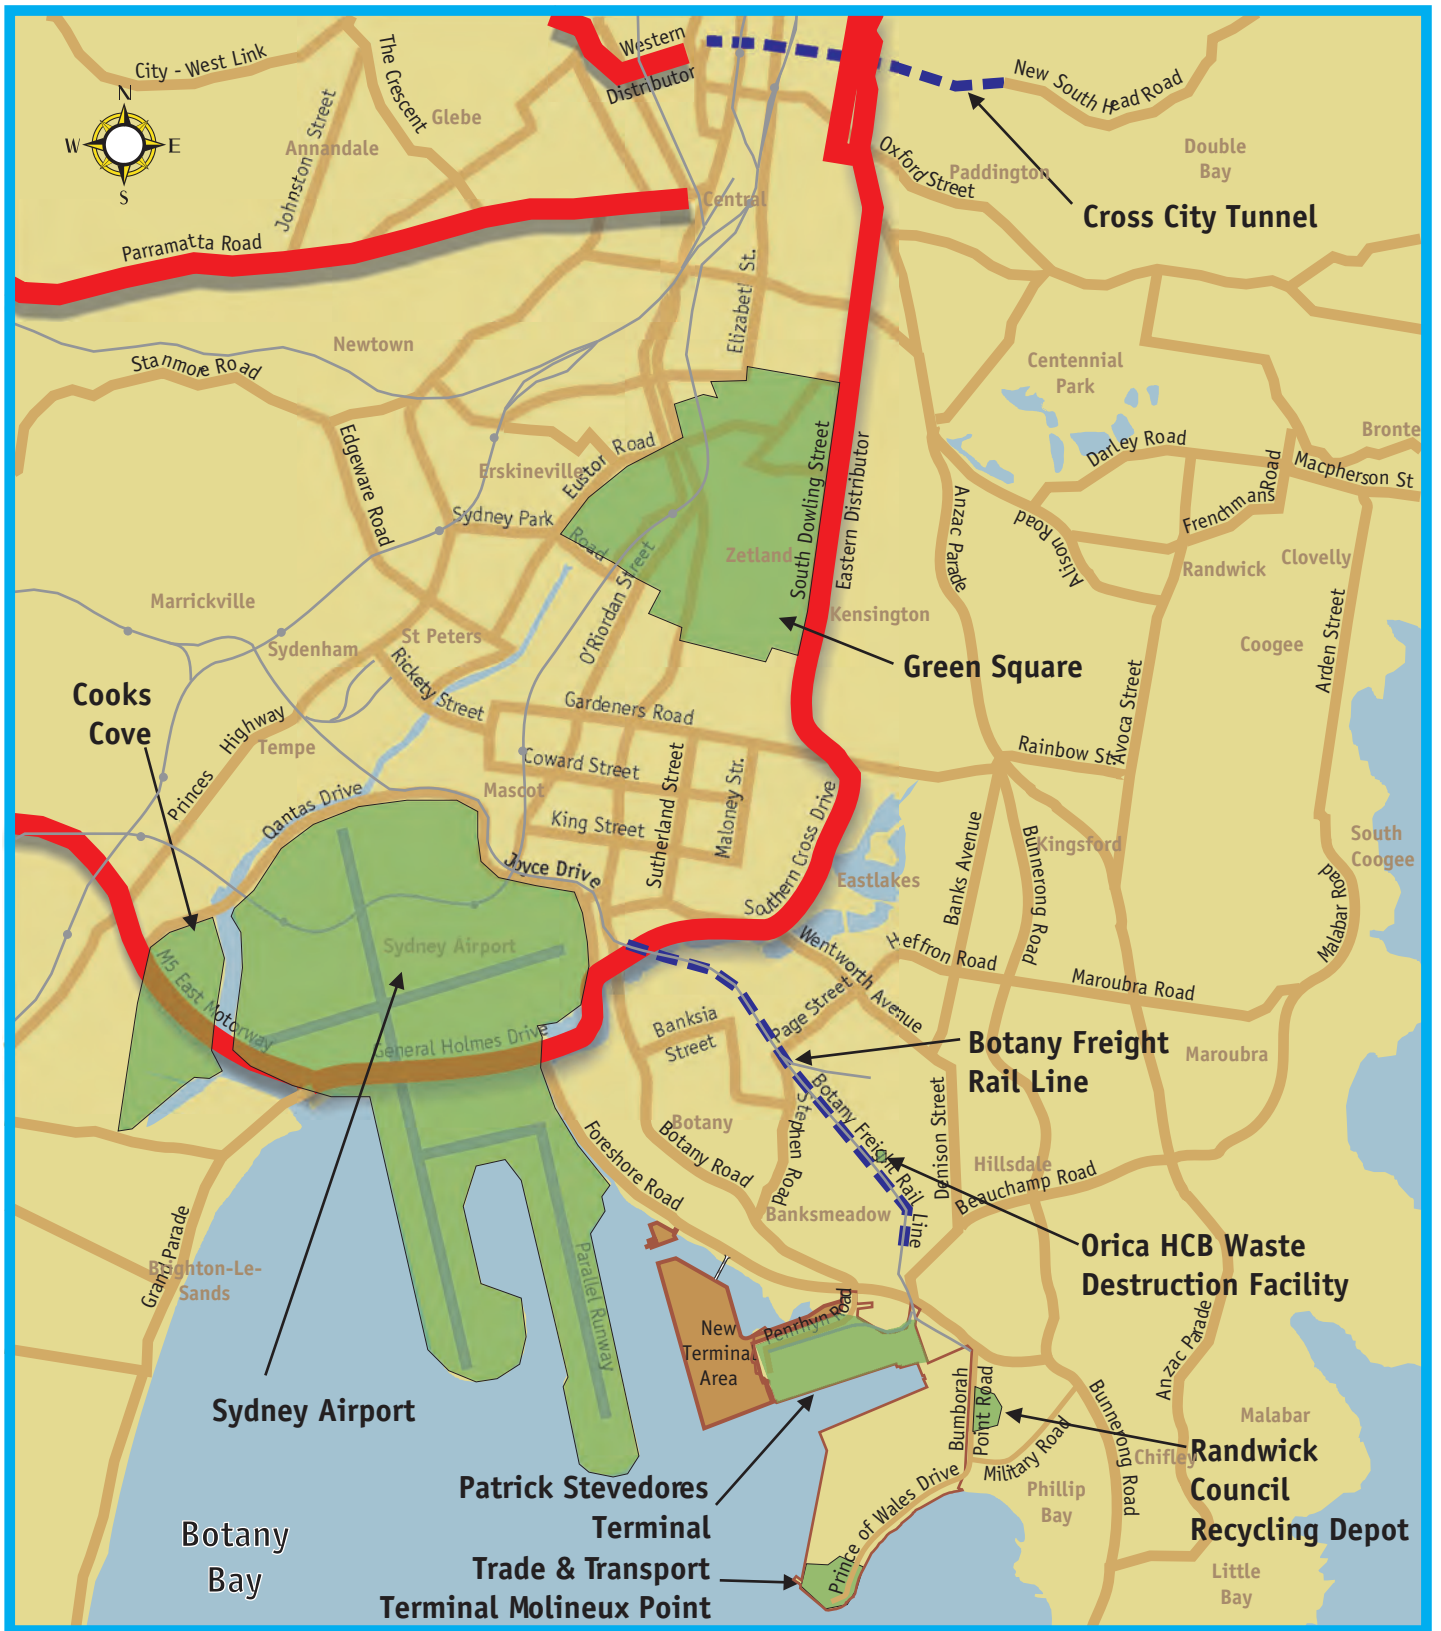 City - West Link
The Crescent
Western
Distributor
New South Head Road
N
W
E
S
Johnston Street
Annandale
Glebe
Oxford Street
Paddington
Double
Bay
Cross City Tunnel
Central
Parramatta Road
Elizabet St.
Newtown
Stanmore Road
Centennial
Park
Bronte
Edgeware Road
Erskineville
Eustor Road
Sydney Park
Road
South Dowling Street
Eastern Distributor
Anzac Parade
Darley Road
Alison Road
Frenchmans Road
Macpherson St
Zetland
O'Riordan Street
Randwick
Clovelly
Marrickville
Sydenham
St Peters
Kensington
Coogee
Arden Street
Green Square
Rickety Street
Cooks
Cove
Princes Highway
Tempe
Gardeners Road
Avoca Street
Rainbow St.
Coward Street
Mascot
Sutherland Street
Maloney Str.
King Street
Qantas Drive
Joyce Drive
Southern Cross Drive
Eastlakes
Banks Avenue
Bunnerong Road
Kingsford
South
Coogee
Malabar Road
Sydney Airport
M5 East Motorway
General Holmes Drive
Wentworth Avenue
Heffron Road
Maroubra Road
Page Street
Banksia
Street
Botany Freight
Rail Line
Maroubra
Botany
Botany Road
Stephen Road
Botany Freight Rail Line
Denison Street
Hillsdale
Beauchamp Road
Foreshore Road
Banksmeadow
Orica HCB Waste
Destruction Facility
Grand Parade
Brighton-Le-
Sands
Parallel Runway
New
Terminal
Area
Penrhyn Road
Anzac Parade
Sydney Airport
Bumborah
Point Road
Bunnerong Road
Malabar
Chifley
Randwick
Council
Recycling Depot
Military Road
Phillip
Bay
Patrick Stevedores
Terminal
Prince of Wales Drive
Botany
Bay
Trade & Transport
Terminal Molineux Point
Little
Bay